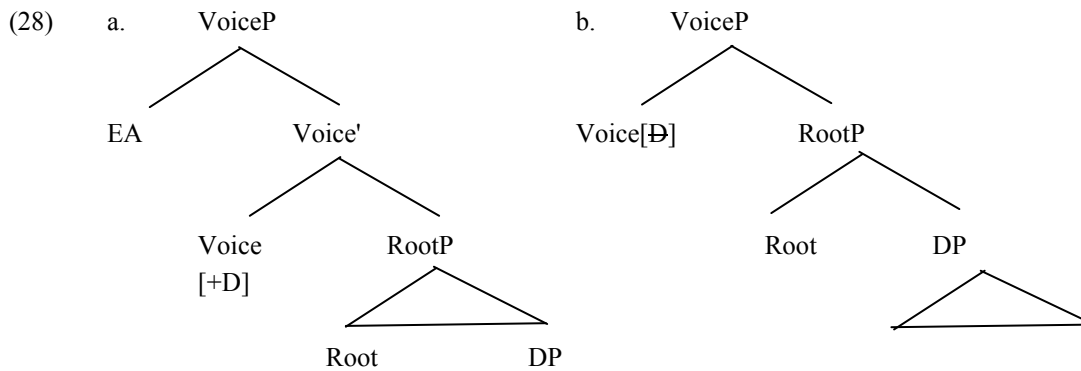 (28) a. VoiceP b. VoiceP
EA Voice' Voice[Đ] RootP
Voice RootP Root DP
[+D]
Root DP